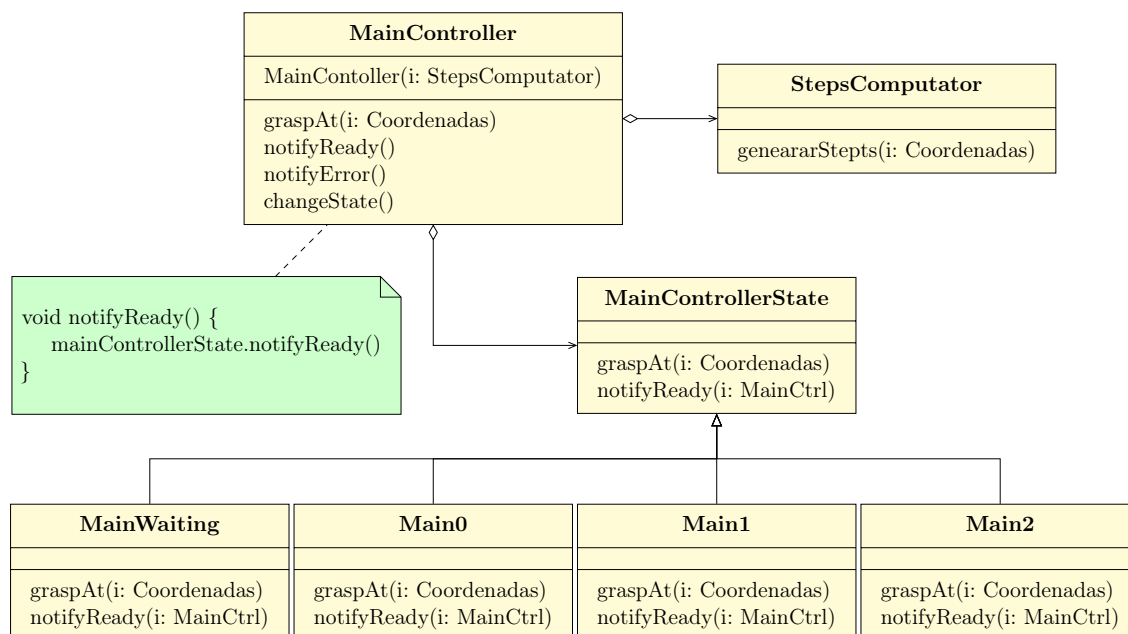 MainController
MainContoller(i: StepsComputator)
graspAt(i: Coordenadas)
notifyReady()
notifyError()
changeState()
StepsComputator
geneararStepts(i: Coordenadas)
void notifyReady() {
mainControllerState.notifyReady()
}
MainControllerState
graspAt(i: Coordenadas)
notifyReady(i: MainCtrl)
MainWaiting
graspAt(i: Coordenadas)
notifyReady(i: MainCtrl)
Main0
graspAt(i: Coordenadas)
notifyReady(i: MainCtrl)
Main1
graspAt(i: Coordenadas)
notifyReady(i: MainCtrl)
Main2
graspAt(i: Coordenadas)
notifyReady(i: MainCtrl)